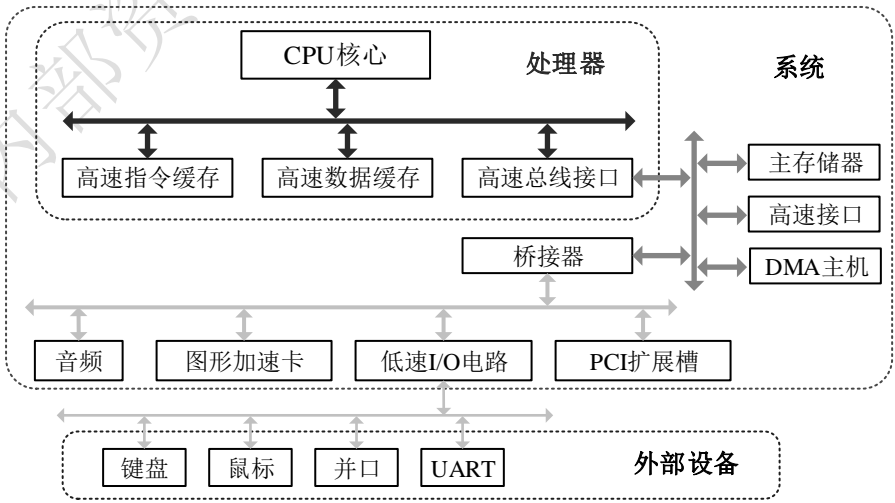 CPU核心
处理器
系统
高速指令缓存
高速数据缓存
高速总线接口
主存储器
高速接口
DMA主机
桥接器
音频
图形加速卡
低速I/O电路
PCI扩展槽
键盘
鼠标
并口
UART
外部设备
内部资